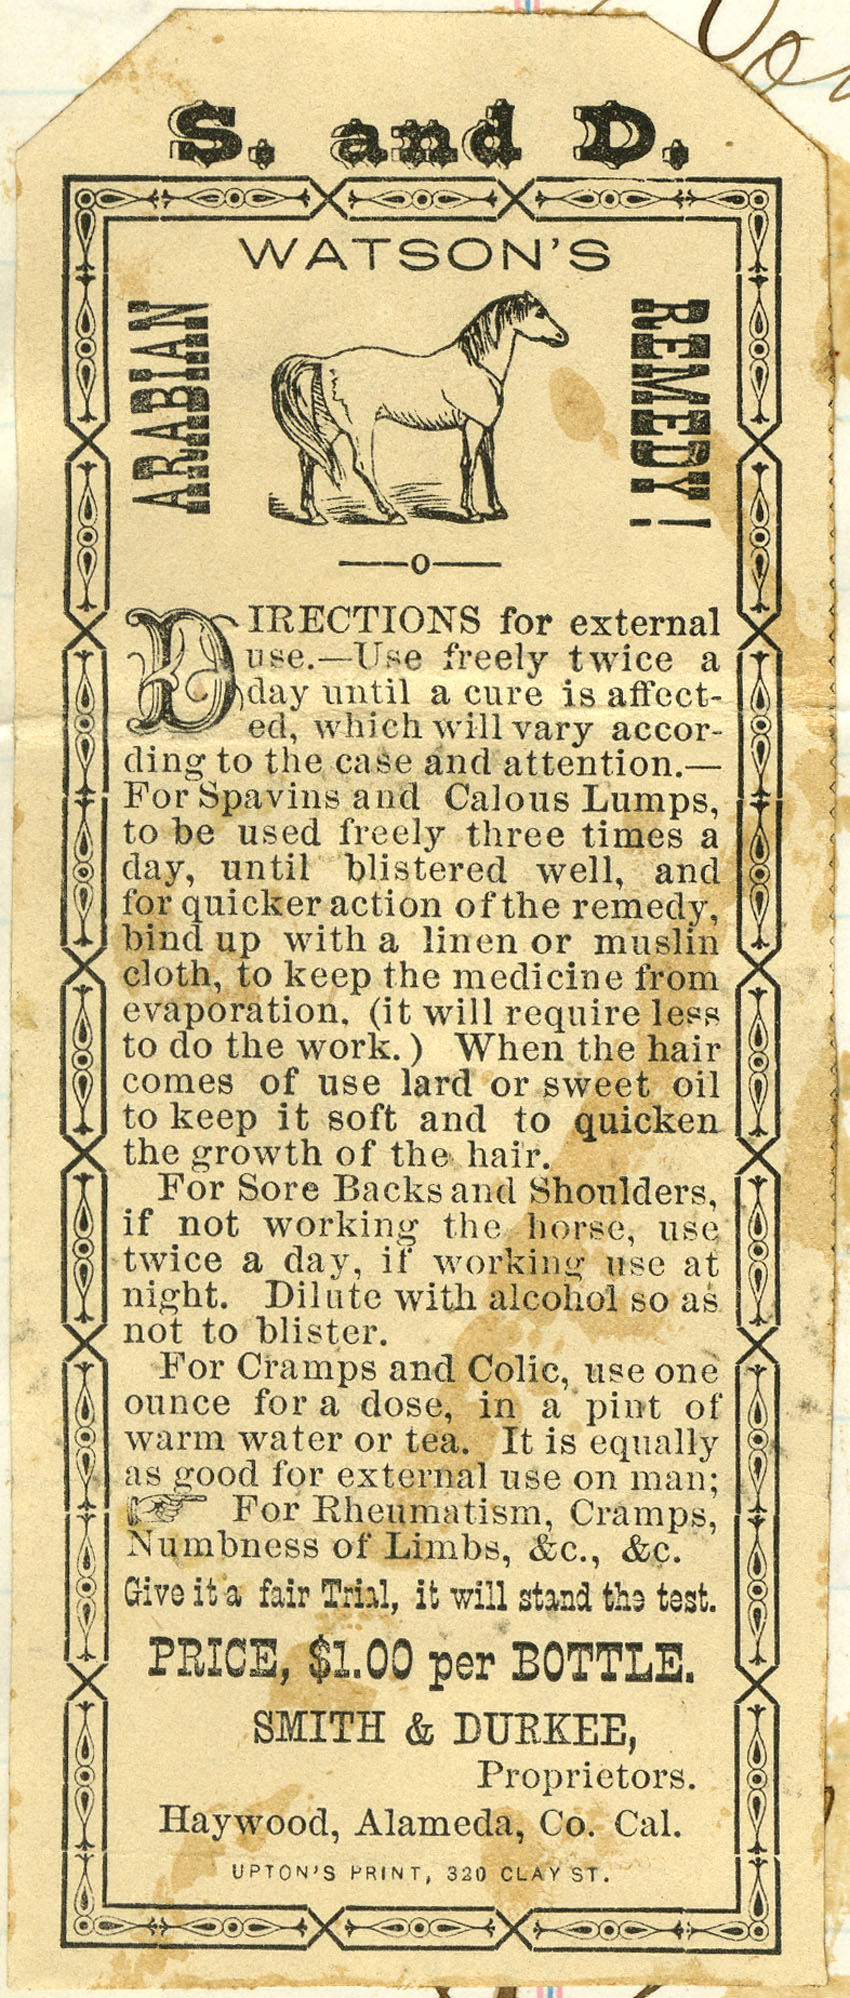 S. and D.
WATSON'S
ARABIAN
REMEDY!
—o—
DIRECTIONS for external
use.—Use freely twice a
day until a cure is affect-
ed, which will vary accor-
ding to the case and attention.—
For Spavins and Calous Lumps,
to be used freely three times a
day, until blistered well, and
for quicker action of the remedy,
bind up with a linen or muslin
cloth, to keep the medicine from
evaporation. (it will require less
to do the work.) When the hair
comes of use lard or sweet oil
to keep it soft and to quicken
the growth of the hair.
For Sore Backs and Shoulders,
if not working the horse, use
twice a day, if working use at
night. Dilute with alcohol so as
not to blister.
For Cramps and Colic, use one
ounce for a dose, in a pint of
warm water or tea. It is equally
as good for external use on man;
☞ For Rheumatism, Cramps,
Numbness of Limbs, &c., &c.
Give it a fair Trial, it will stand the test.
PRICE, $1.00 per BOTTLE.
SMITH & DURKEE,
Proprietors.
Haywood, Alameda, Co. Cal.
UPTON'S PRINT, 320 CLAY ST.